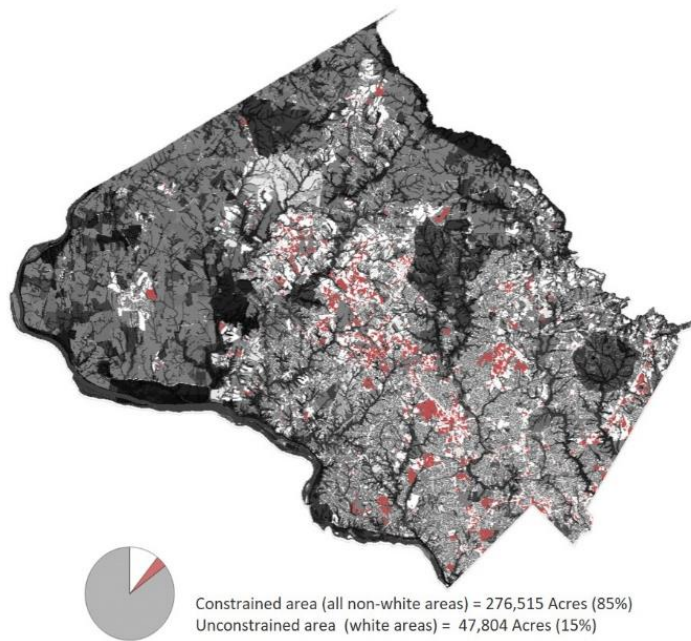 Constrained area (all non-white areas) = 276,515 Acres (85%)
Unconstrained area (white areas) = 47,804 Acres (15%)